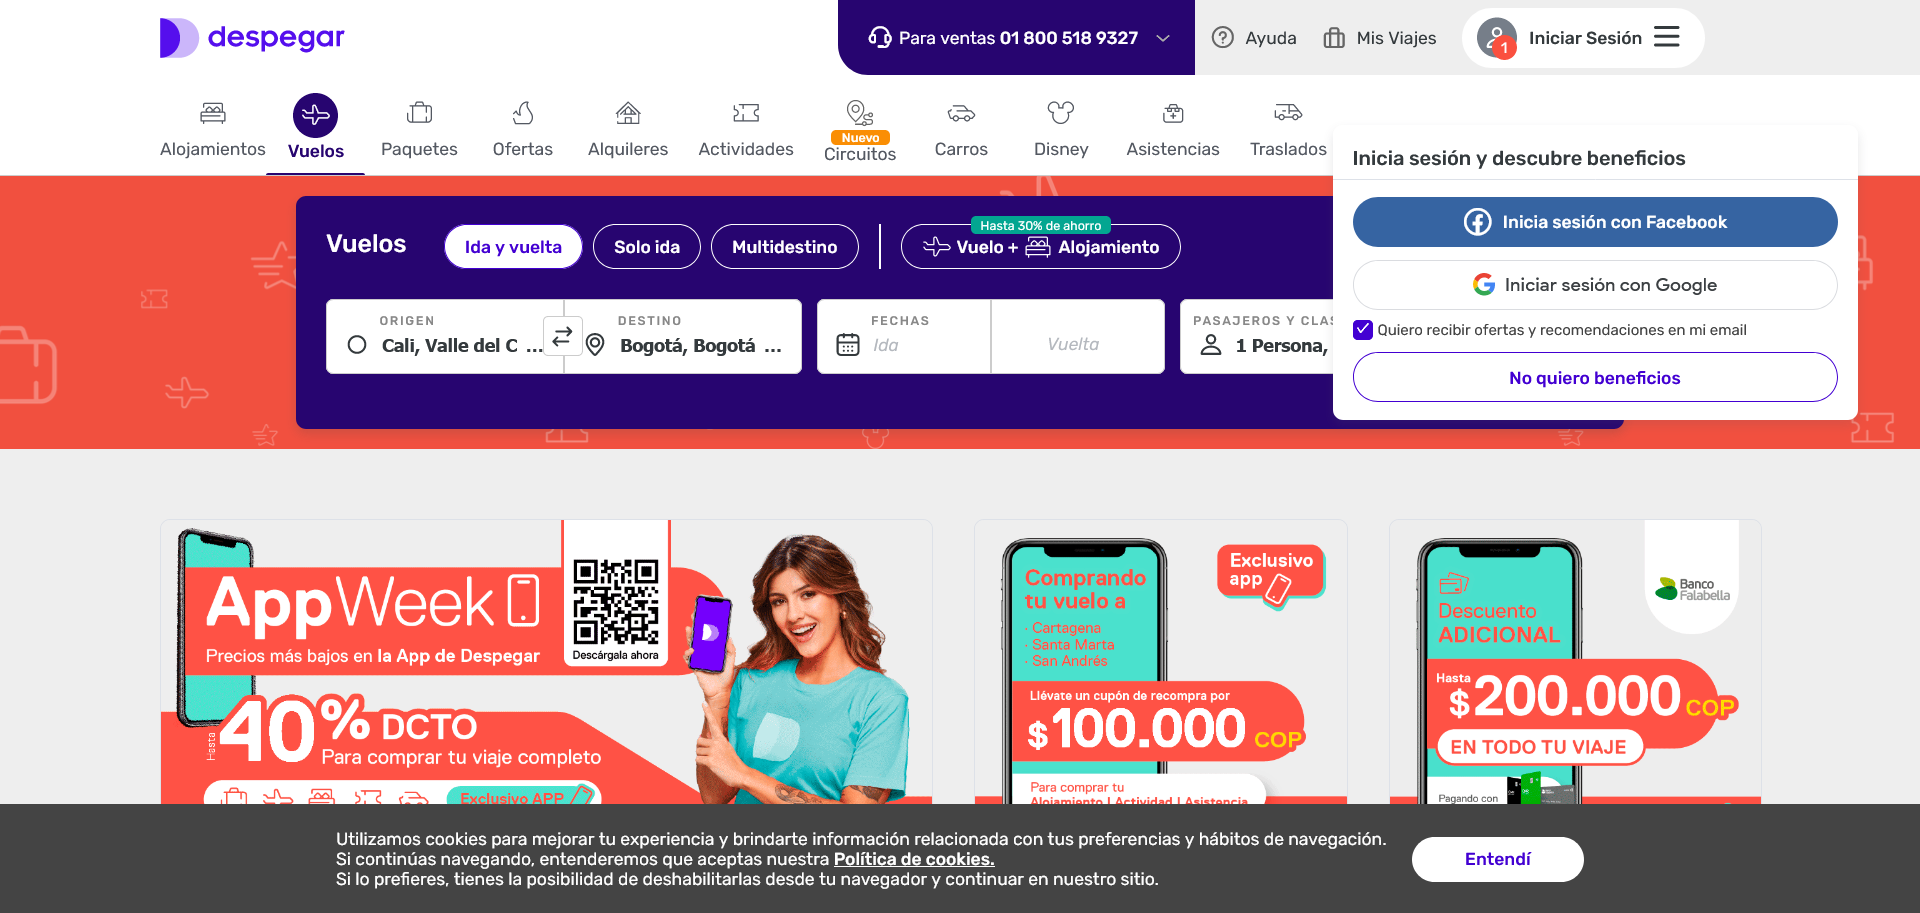 despegar
Para ventas 01 800 518 9327
Ayuda
Mis Viajes
1
Iniciar Sesión
Alojamientos
Vuelos
Paquetes
Ofertas
Alquileres
Actividades
Nuevo
Circuitos
Carros
Disney
Asistencias
Traslados
Inicia sesión y descubre beneficios
Inicia sesión con Facebook
Iniciar sesión con Google
Quiero recibir ofertas y recomendaciones en mi email
No quiero beneficios
Vuelos
Ida y vuelta
Solo ida
Multidestino
Hasta 30% de ahorro
Vuelo + Alojamiento
ORIGEN
Cali, Valle del C ...
DESTINO
Bogotá, Bogotá ...
FECHAS
Ida
Vuelta
PASAJEROS Y CLAS
1 Persona,
AppWeek
Precios más bajos en la App de Despegar
Descárgala ahora
Hasta
40% DCTO
Para comprar tu viaje completo
Exclusivo APP
Comprando
tu vuelo a
· Cartagena
· Santa Marta
· San Andrés
Exclusivo
app
Llévate un cupón de recompra por
$100.000 COP
Para comprar tu
Alojamiento | Actividad | Asistencia
Banco
Falabella
Descuento
ADICIONAL
Hasta
$200.000 COP
EN TODO TU VIAJE
Pagando con
Utilizamos cookies para mejorar tu experiencia y brindarte información relacionada con tus preferencias y hábitos de navegación.
Si continúas navegando, entenderemos que aceptas nuestra Política de cookies.
Si lo prefieres, tienes la posibilidad de deshabilitarlas desde tu navegador y continuar en nuestro sitio.
Entendí